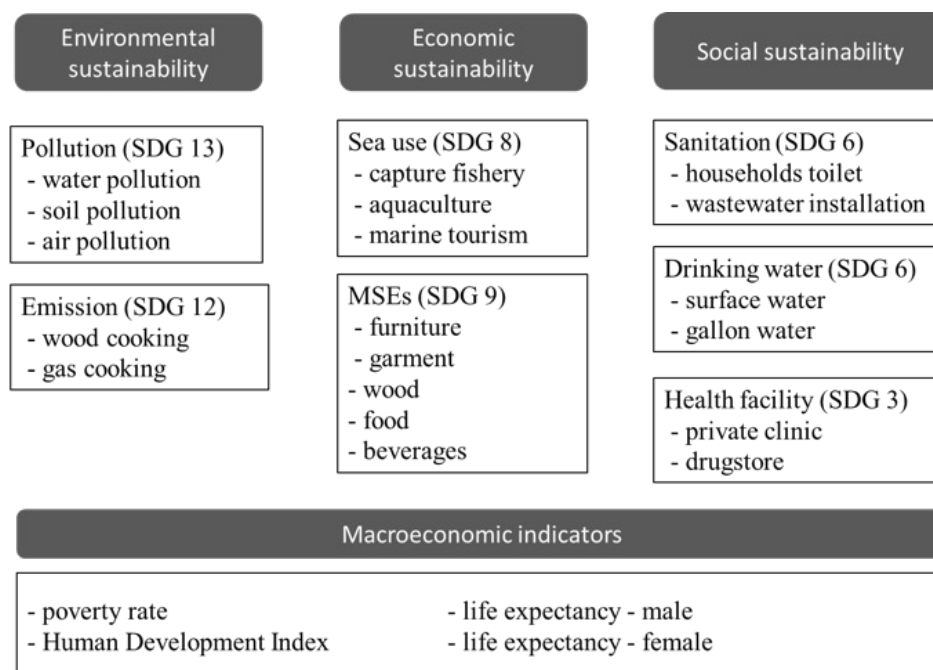 Environmental
sustainability
Pollution (SDG 13)
- water pollution
- soil pollution
- air pollution
Emission (SDG 12)
- wood cooking
- gas cooking
Economic
sustainability
Sea use (SDG 8)
- capture fishery
- aquaculture
- marine tourism
MSEs (SDG 9)
- furniture
- garment
- wood
- food
- beverages
Social sustainability
Sanitation (SDG 6)
- households toilet
- wastewater installation
Drinking water (SDG 6)
- surface water
- gallon water
Health facility (SDG 3)
- private clinic
- drugstore
Macroeconomic indicators
- poverty rate
- Human Development Index
- life expectancy - male
- life expectancy - female